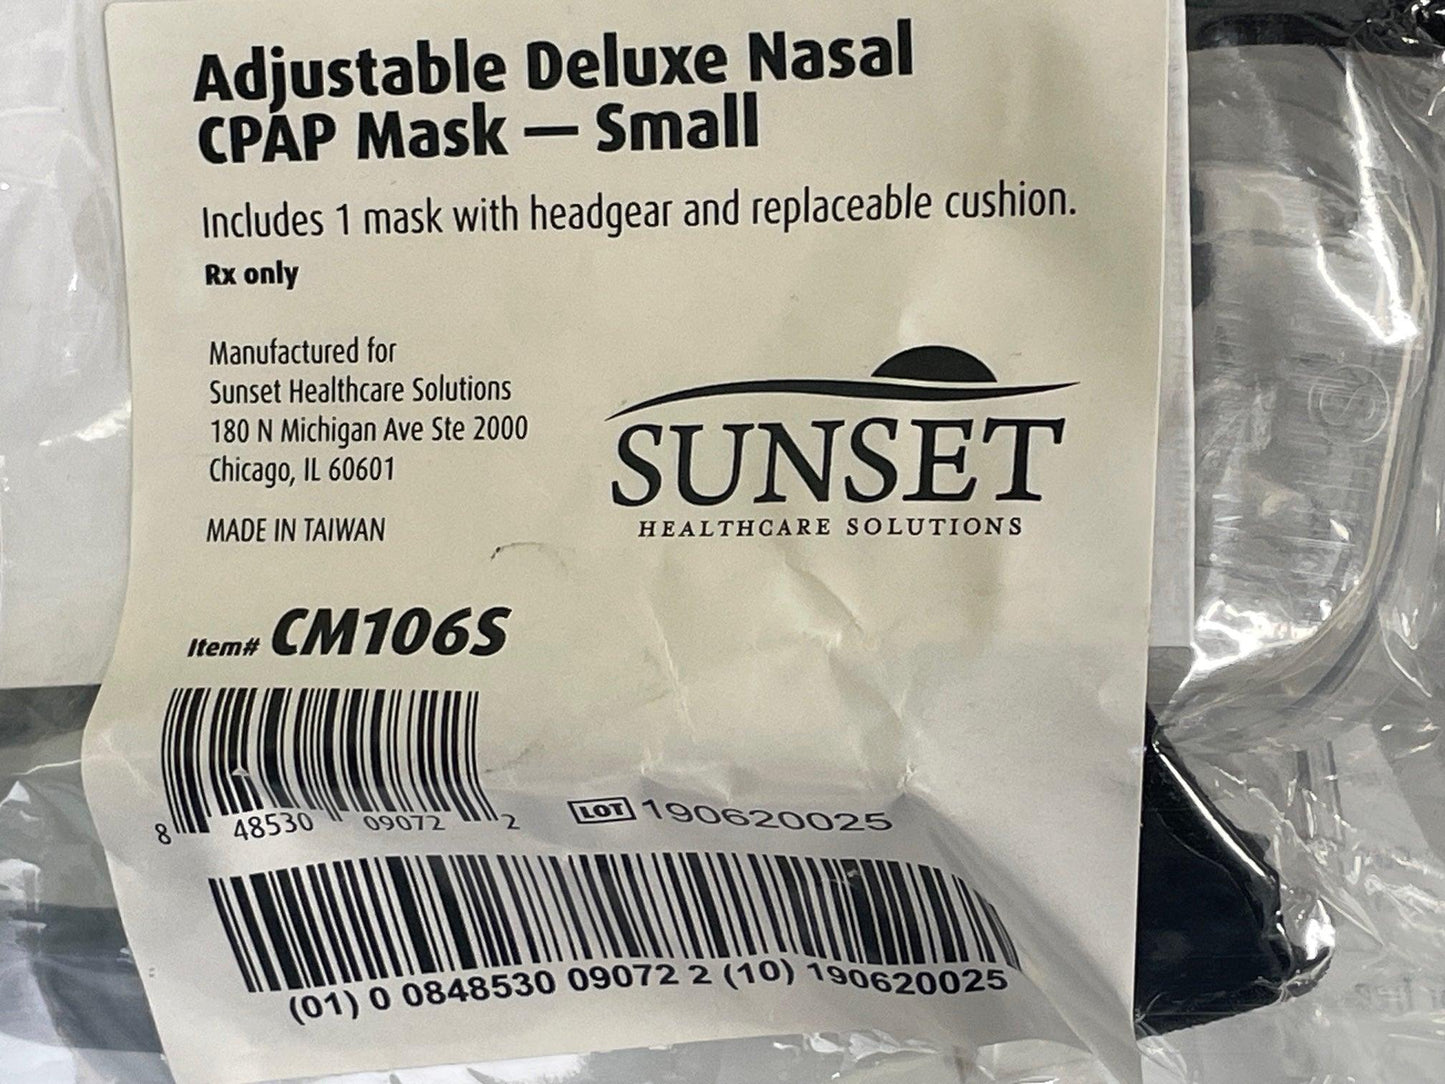 Adjustable Deluxe Nasal
CPAP Mask — Small
Includes 1 mask with headgear and replaceable cushion.
Rx only
Manufactured for
Sunset Healthcare Solutions
180 N Michigan Ave Ste 2000
Chicago, IL 60601
MADE IN TAIWAN
SUNSET
HEALTHCARE SOLUTIONS
Item# CM106S
8 48530 09072 2
LOT 190620025
(01) 0 0848530 09072 2 (10) 190620025
S